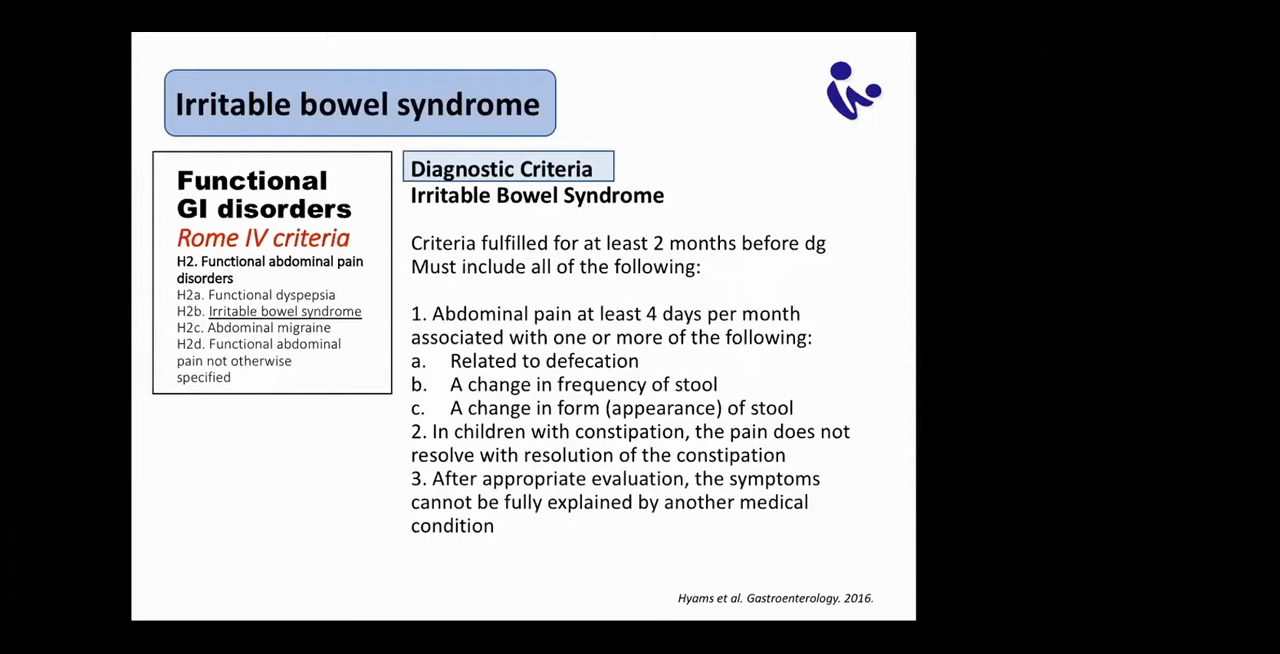 Irritable bowel syndrome
Functional
GI disorders
Rome IV criteria
H2. Functional abdominal pain
disorders
H2a. Functional dyspepsia
H2b. Irritable bowel syndrome
H2c. Abdominal migraine
H2d. Functional abdominal
pain not otherwise
specified
Diagnostic Criteria
Irritable Bowel Syndrome
Criteria fulfilled for at least 2 months before dg
Must include all of the following:
1. Abdominal pain at least 4 days per month
associated with one or more of the following:
a. Related to defecation
b. A change in frequency of stool
c. A change in form (appearance) of stool
2. In children with constipation, the pain does not
resolve with resolution of the constipation
3. After appropriate evaluation, the symptoms
cannot be fully explained by another medical
condition
Hyams et al. Gastroenterology. 2016.